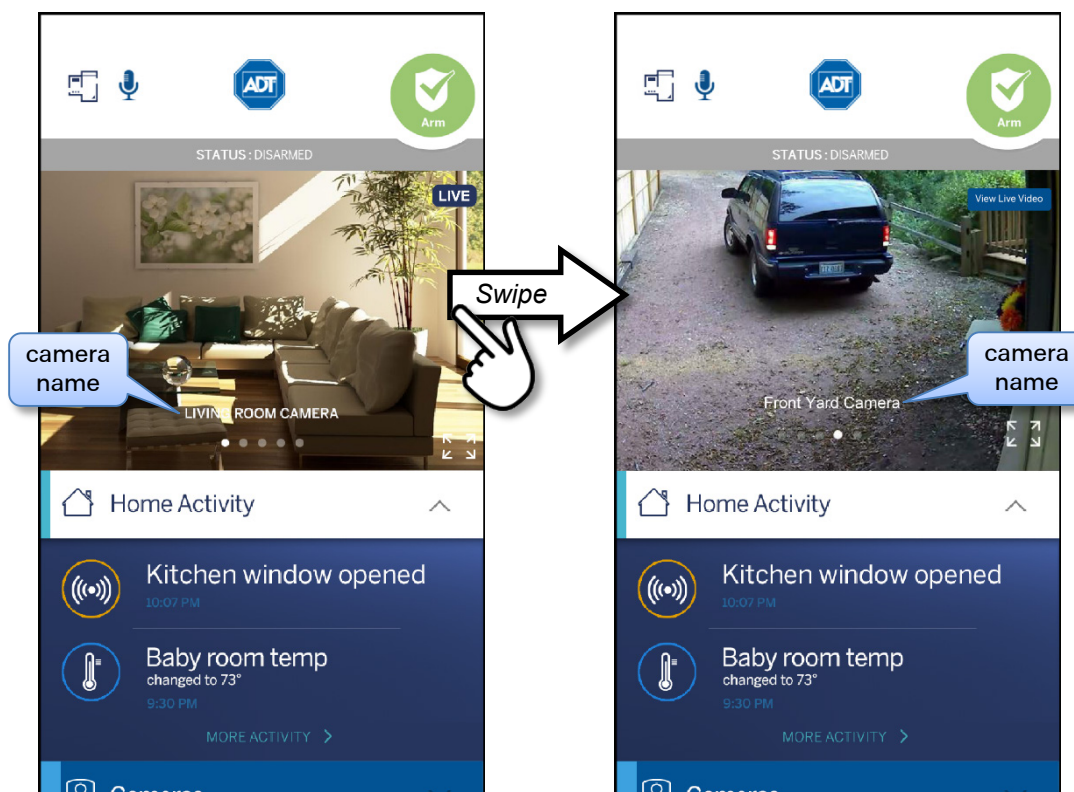 ADT
Arm
STATUS : DISARMED
LIVE
camera
name
LIVING ROOM CAMERA
Home Activity
Kitchen window opened
10:07 PM
Baby room temp
changed to 73°
9:30 PM
MORE ACTIVITY >
Cameras
Swipe
ADT
Arm
STATUS : DISARMED
View Live Video
camera
name
Front Yard Camera
Home Activity
Kitchen window opened
10:07 PM
Baby room temp
changed to 73°
9:30 PM
MORE ACTIVITY >
Cameras